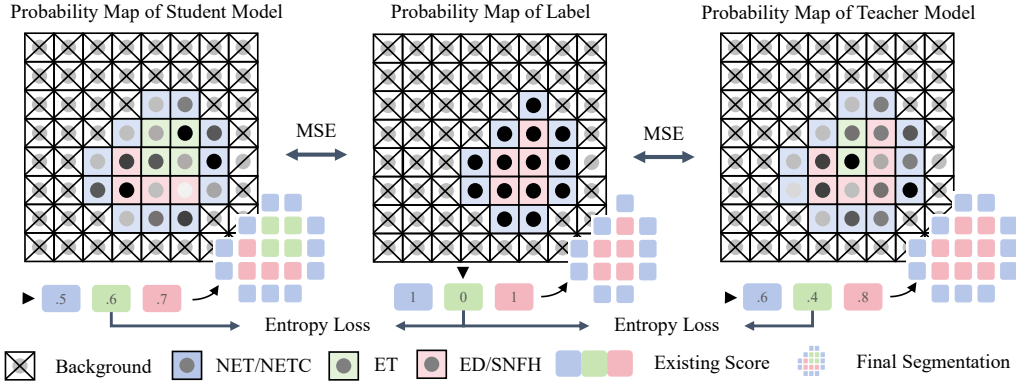 Probability Map of Student Model
Probability Map of Label
Probability Map of Teacher Model
MSE
MSE
.5 .6 .7
1 0 1
.6 .4 .8
Entropy Loss
Entropy Loss
Background
NET/NETC
ET
ED/SNFH
Existing Score
Final Segmentation